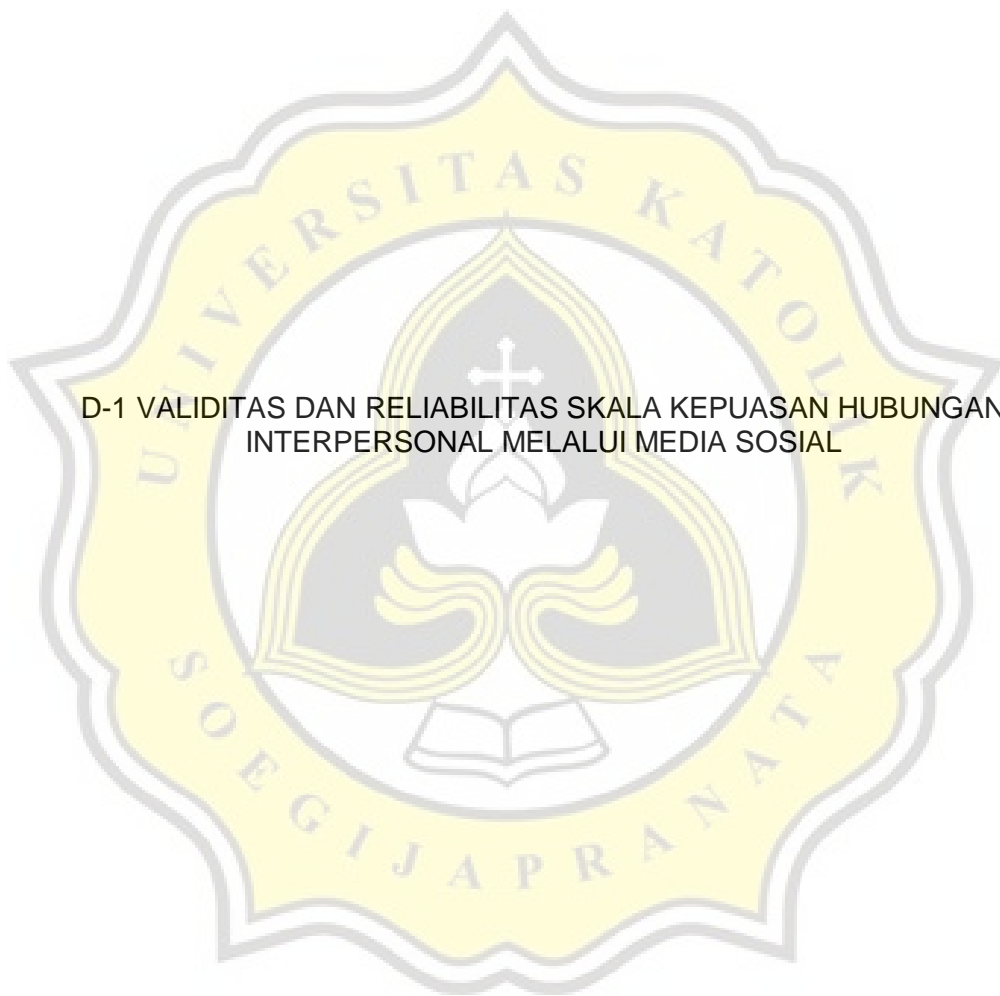 UNIVERSITAS KATOLIK
D-1 VALIDITAS DAN RELIABILITAS SKALA KEPUASAN HUBUNGAN
INTERPERSONAL MELALUI MEDIA SOSIAL
SOEGIJAPRANATA